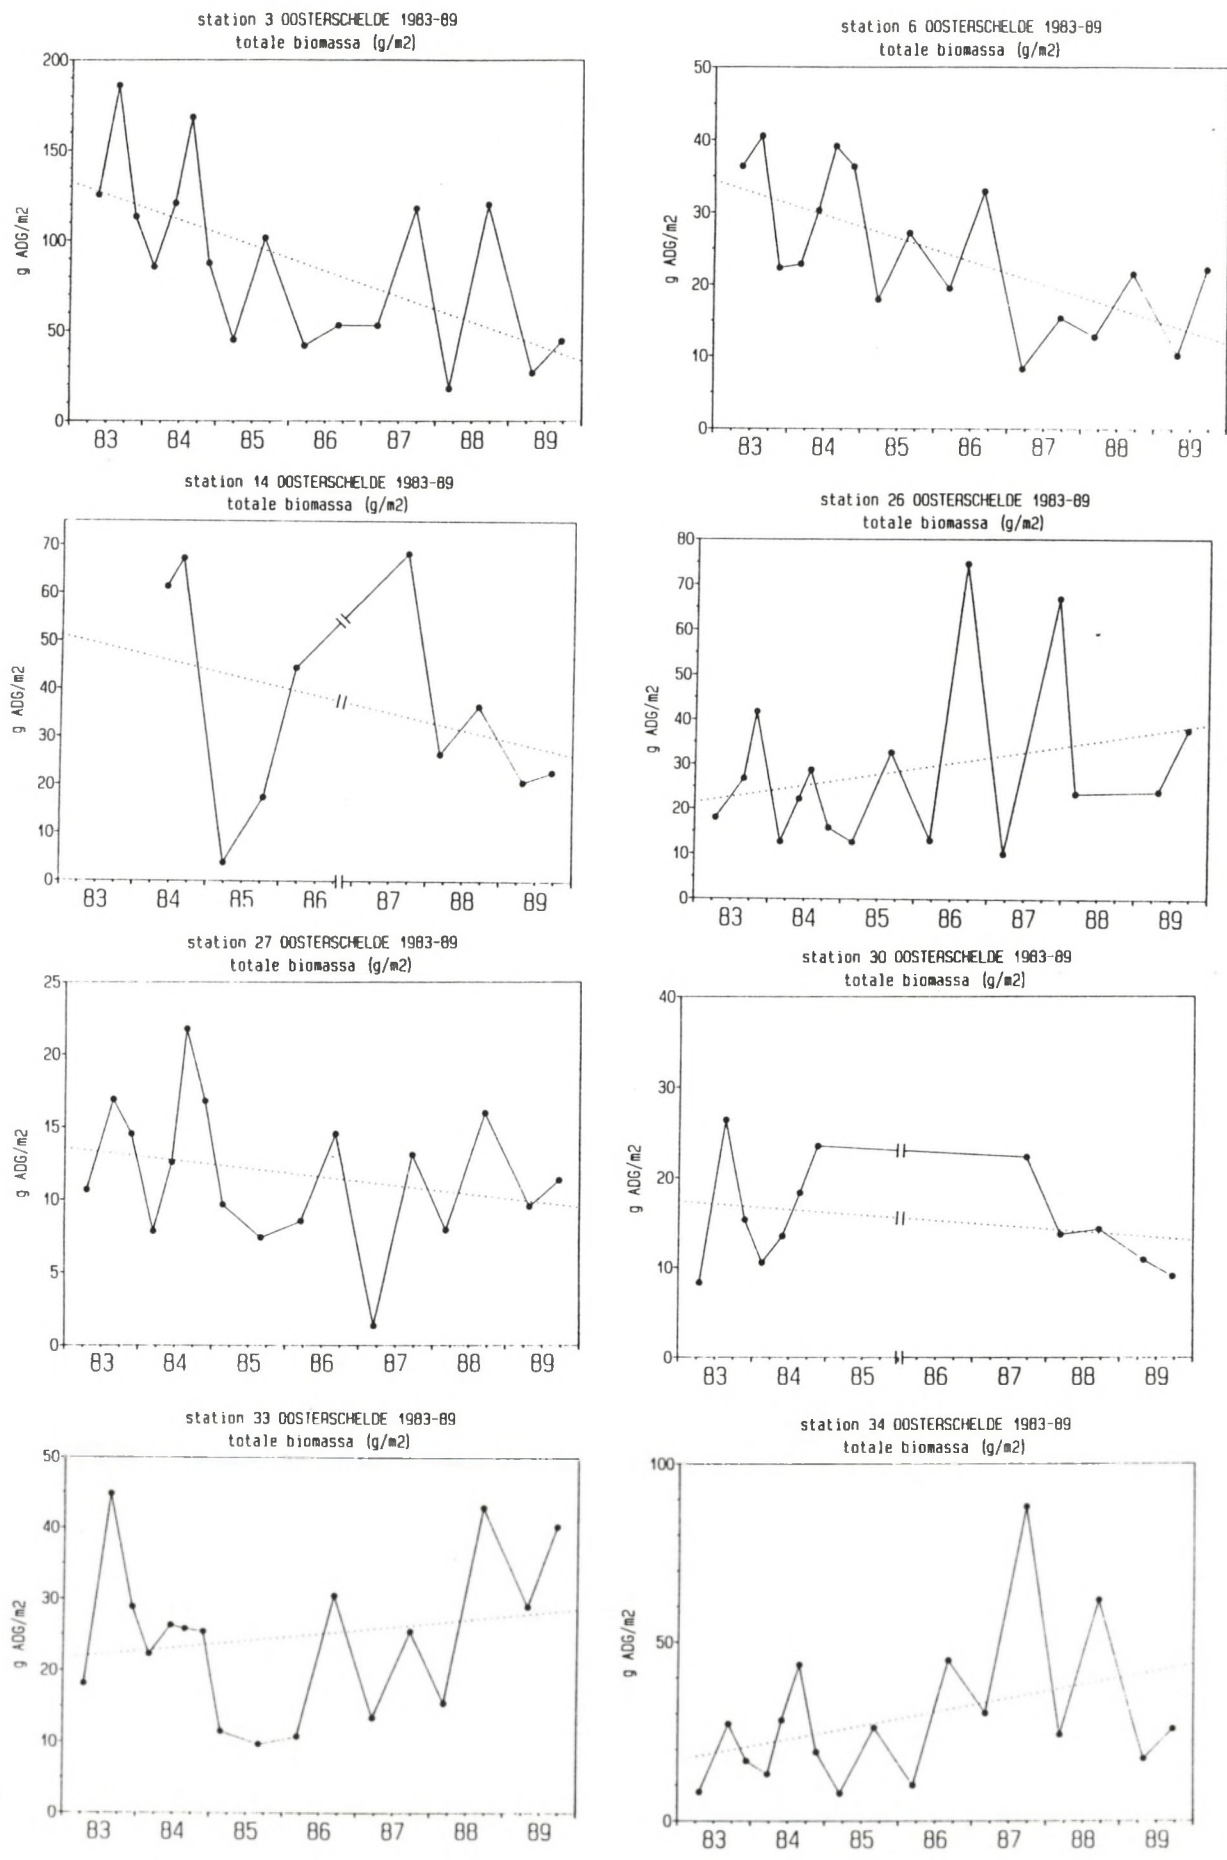 station 3 OOSTERSCHELDE 1983-89
totale biomassa (g/m2)
200
150
100
50
0
g ADG/m2
83 84 85 86 87 88 89
station 6 OOSTERSCHELDE 1983-89
totale biomassa (g/m2)
50
40
30
20
10
0
g ADG/m2
83 84 85 86 87 88 89
station 14 OOSTERSCHELDE 1983-89
totale biomassa (g/m2)
70
60
50
40
30
20
10
0
g ADG/m2
83 84 85 86 87 88 89
station 26 OOSTERSCHELDE 1983-89
totale biomassa (g/m2)
80
70
60
50
40
30
20
10
0
g ADG/m2
83 84 85 86 87 88 89
station 27 OOSTERSCHELDE 1983-89
totale biomassa (g/m2)
25
20
15
10
5
0
g ADG/m2
83 84 85 86 87 88 89
station 30 OOSTERSCHELDE 1983-89
totale biomassa (g/m2)
40
30
20
10
0
g ADG/m2
83 84 85 86 87 88 89
station 33 OOSTERSCHELDE 1983-89
totale biomassa (g/m2)
50
40
30
20
10
0
g ADG/m2
83 84 85 86 87 88 89
station 34 OOSTERSCHELDE 1983-89
totale biomassa (g/m2)
100
50
0
g ADG/m2
83 84 85 86 87 88 89